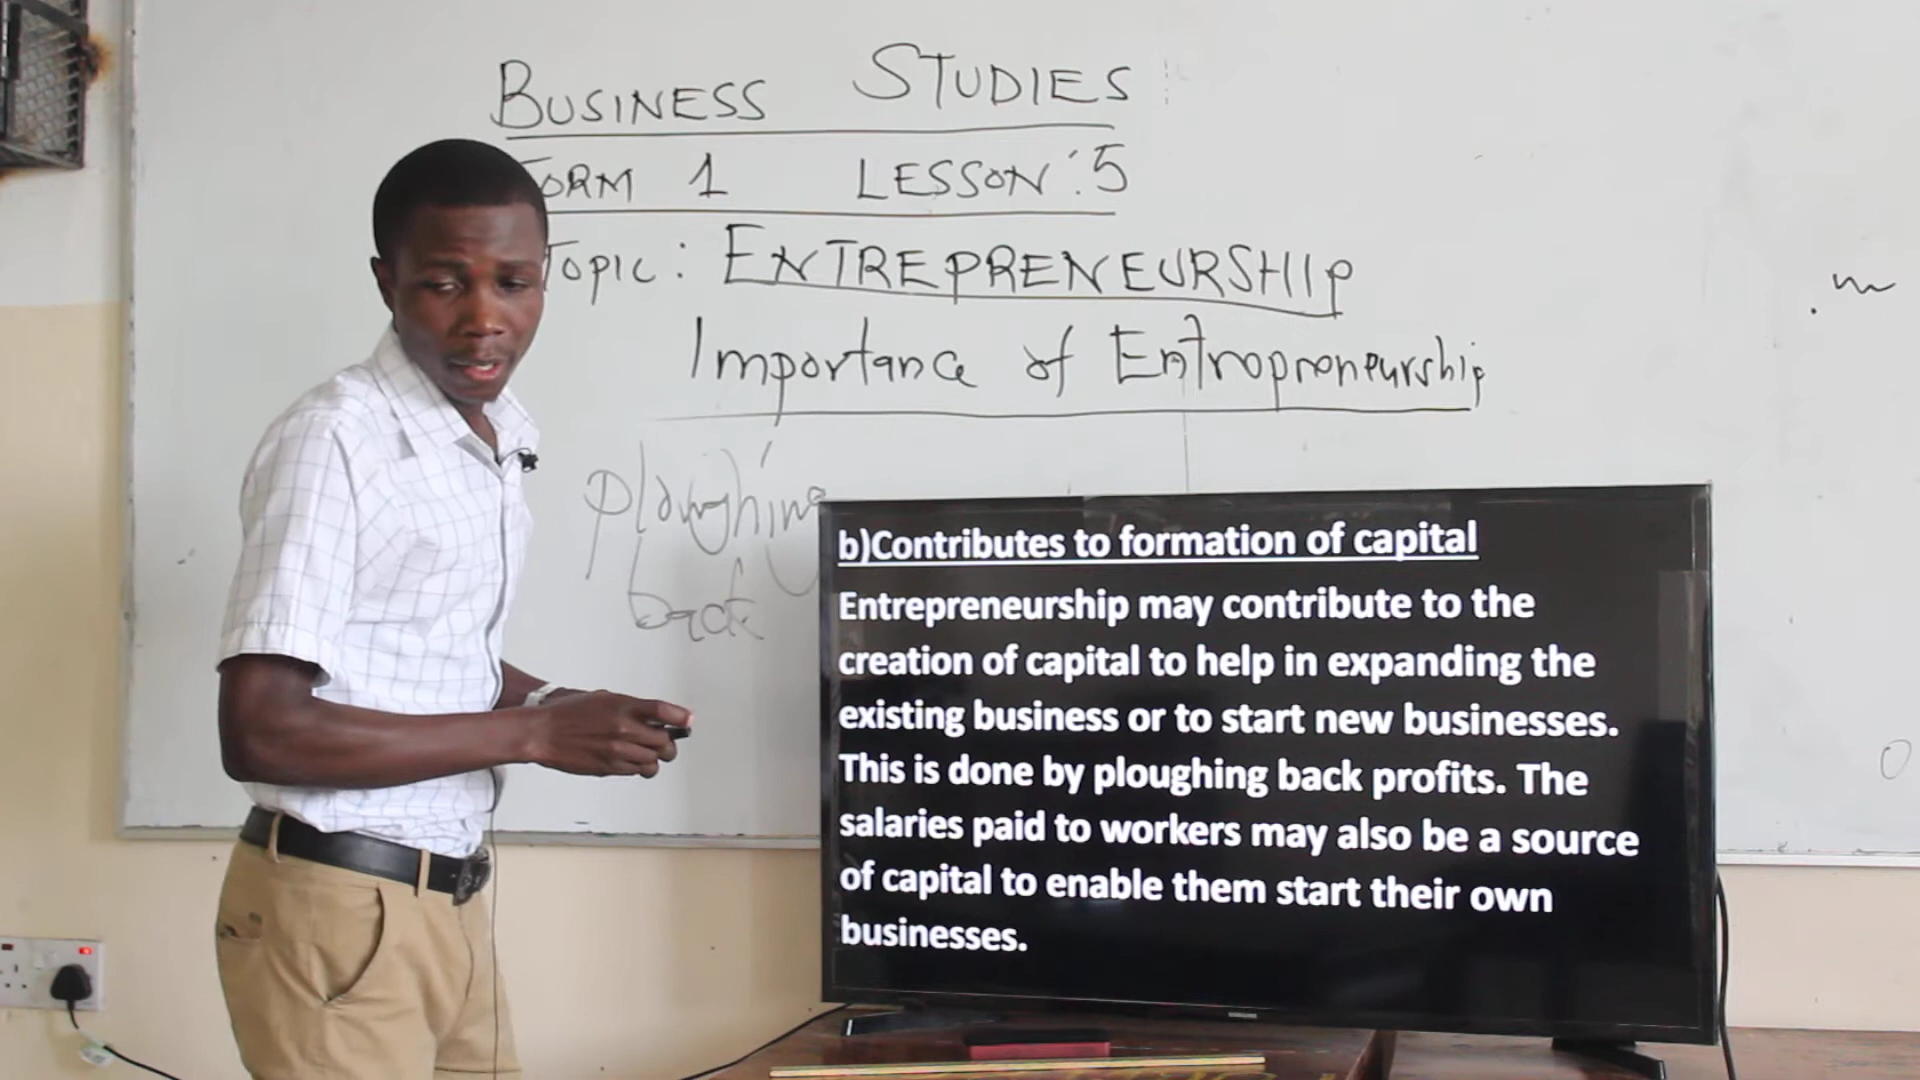 BUSINESS STUDIES
FORM 1 LESSON: 5
TOPIC: ENTREPRENEURSHIP
Importance of Entropreneurship
ploughing
back
b)Contributes to formation of capital
Entrepreneurship may contribute to the
creation of capital to help in expanding the
existing business or to start new businesses.
This is done by ploughing back profits. The
salaries paid to workers may also be a source
of capital to enable them start their own
businesses.
SAMSUNG